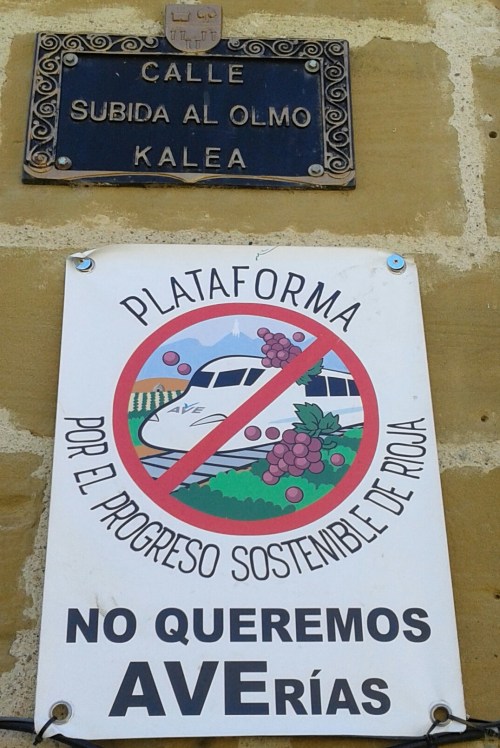 CALLE
SUBIDA AL OLMO
KALEA
PLATAFORMA
AVE
POR EL PROGRESO SOSTENIBLE DE RIOJA
NO QUEREMOS
AVERÍAS